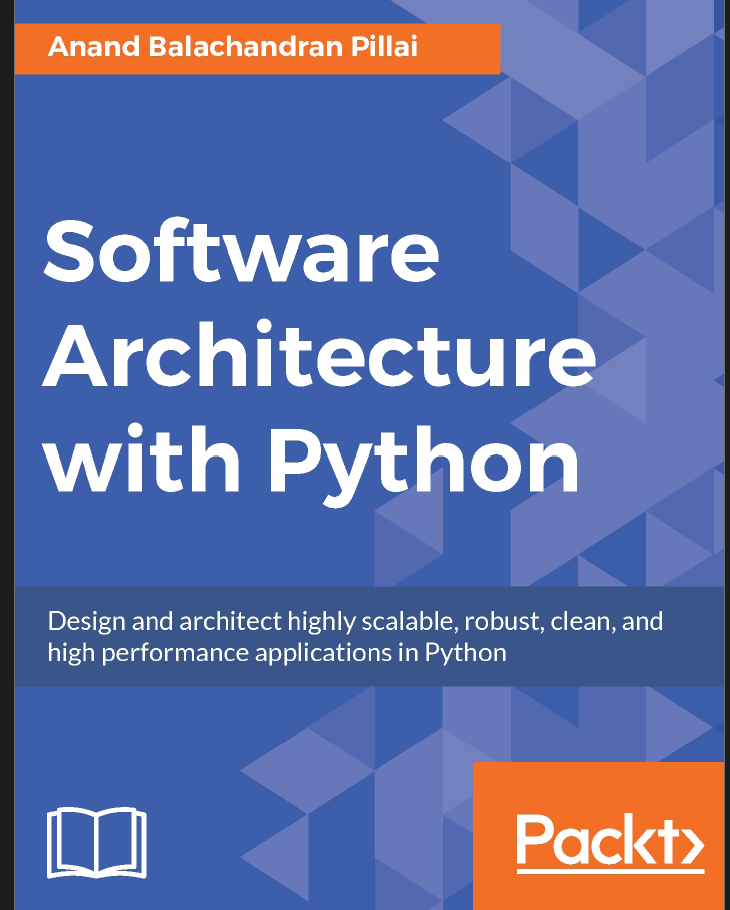 Anand Balachandran Pillai
Software
Architecture
with Python
Design and architect highly scalable, robust, clean, and
high performance applications in Python
Packt>